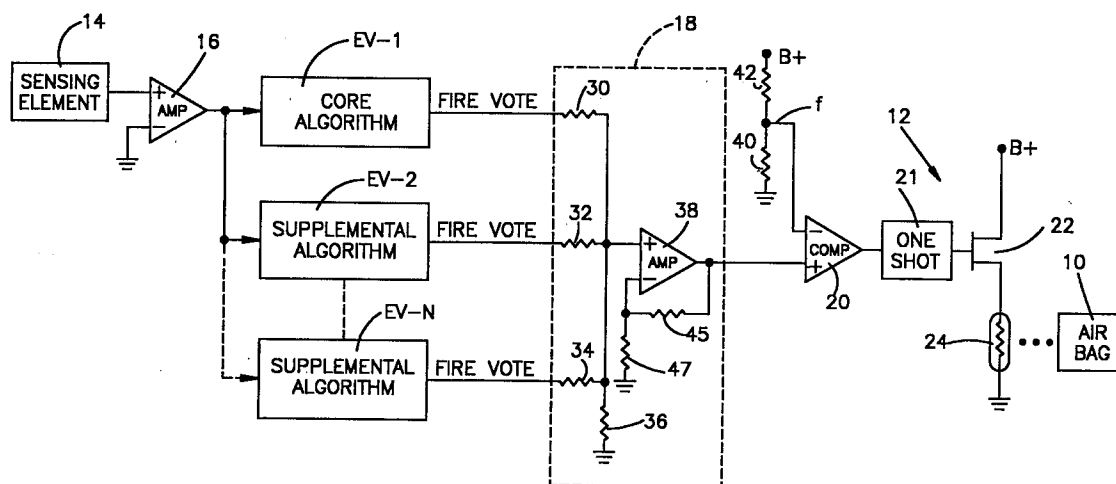 14
SENSING
ELEMENT
16
+
AMP
−
EV-1
CORE
ALGORITHM
FIRE VOTE
EV-2
SUPPLEMENTAL
ALGORITHM
FIRE VOTE
EV-N
SUPPLEMENTAL
ALGORITHM
FIRE VOTE
18
30
32
34
36
38
+
AMP
−
45
47
B+
42
f
40
12
−
COMP
+
20
21
ONE
SHOT
B+
22
24
10
AIR
BAG